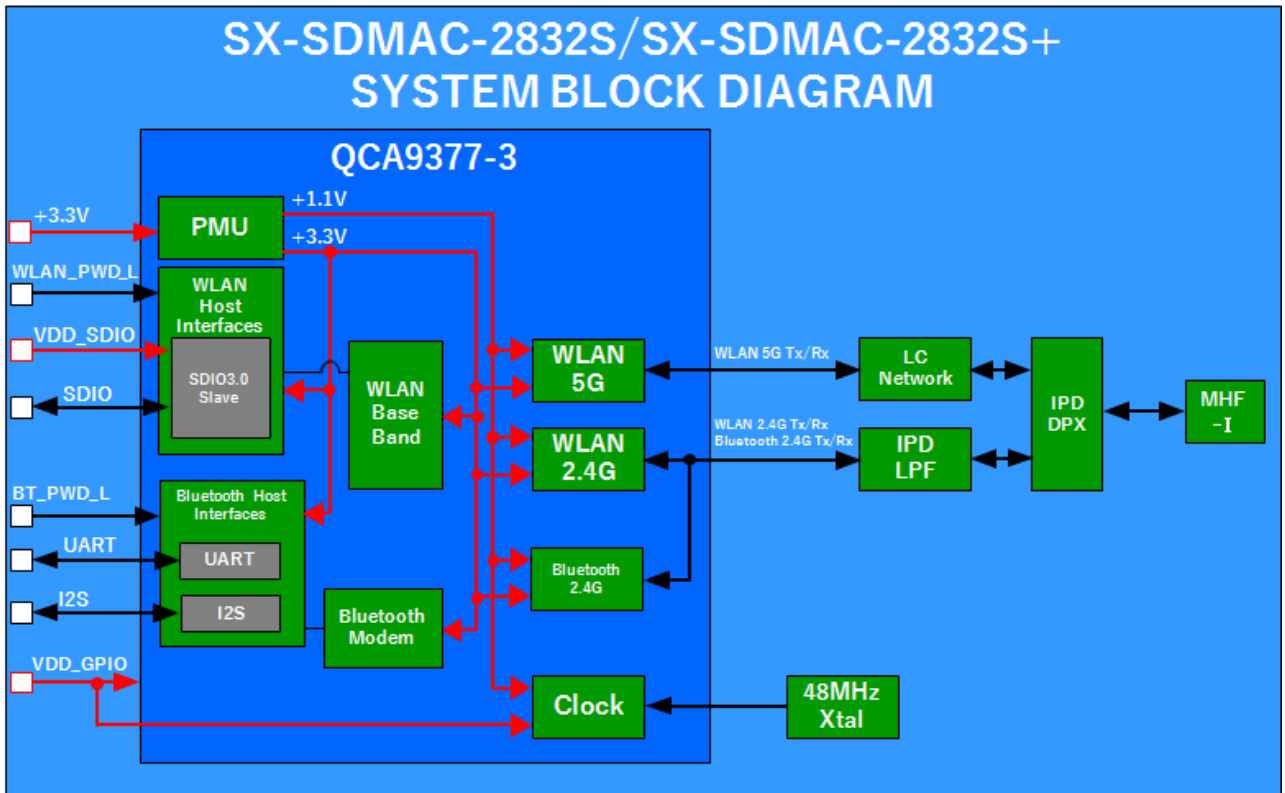 SX-SDMAC-2832S/SX-SDMAC-2832S+
SYSTEM BLOCK DIAGRAM
QCA9377-3
+3.3V
PMU
+1.1V
+3.3V
WLAN_PWD_L
WLAN
Host
Interfaces
VDD_SDIO
SDIO3.0
Slave
SDIO
WLAN
Base
Band
WLAN
5G
WLAN 5G Tx/Rx
LC
Network
WLAN
2.4G
WLAN 2.4G Tx/Rx
Bluetooth 2.4G Tx/Rx
IPD
LPF
IPD
DPX
MHF
-I
BT_PWD_L
Bluetooth Host
Interfaces
UART
UART
I2S
I2S
Bluetooth
Modem
Bluetooth
2.4G
VDD_GPIO
Clock
48MHz
Xtal